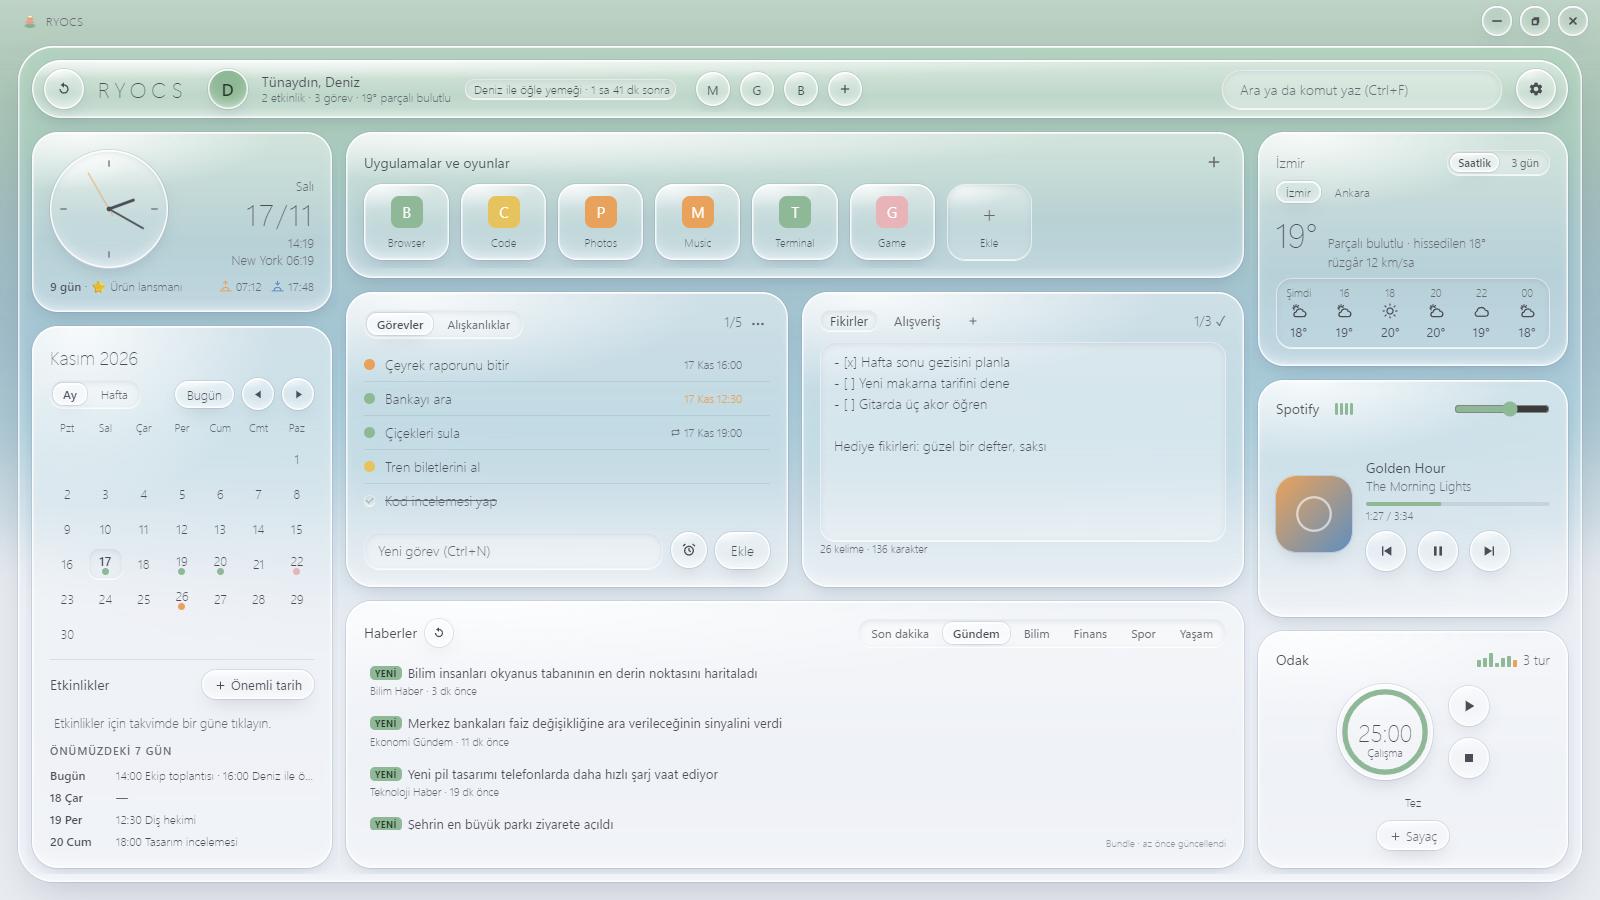 RYOCS
RYOCS
D
Tünaydın, Deniz
2 etkinlik · 3 görev · 19° parçalı bulutlu
Deniz ile öğle yemeği · 1 sa 41 dk sonra
M G B +
Ara ya da komut yaz (Ctrl+F)
Salı
17/11
14:19
New York 06:19
9 gün · ⭐ Ürün lansmanı
07:12 17:48
Kasım 2026
Ay Hafta
Bugün
Pzt Sal Çar Per Cum Cmt Paz
1
2 3 4 5 6 7 8
9 10 11 12 13 14 15
16 17 18 19 20 21 22
23 24 25 26 27 28 29
30
Etkinlikler
+ Önemli tarih
Etkinlikler için takvimde bir güne tıklayın.
ÖNÜMÜZDEKİ 7 GÜN
Bugün 14:00 Ekip toplantısı · 16:00 Deniz ile ö...
18 Çar —
19 Per 12:30 Diş hekimi
20 Cum 18:00 Tasarım incelemesi
Uygulamalar ve oyunlar
+
B C P M T G +
Browser Code Photos Music Terminal Game Ekle
Görevler Alışkanlıklar
1/5 ···
Çeyrek raporunu bitir 17 Kas 16:00
Bankayı ara 17 Kas 12:30
Çiçekleri sula 17 Kas 19:00
Tren biletlerini al
Kod incelemesi yap
Yeni görev (Ctrl+N)
Ekle
Fikirler Alışveriş +
1/3 ✓
- [x] Hafta sonu gezisini planla
- [ ] Yeni makarna tarifini dene
- [ ] Gitarda üç akor öğren
Hediye fikirleri: güzel bir defter, saksı
26 kelime · 136 karakter
Haberler
Son dakika Gündem Bilim Finans Spor Yaşam
YENİ Bilim insanları okyanus tabanının en derin noktasını haritaladı
Bilim Haber · 3 dk önce
YENİ Merkez bankaları faiz değişikliğine ara verileceğinin sinyalini verdi
Ekonomi Gündem · 11 dk önce
YENİ Yeni pil tasarımı telefonlarda daha hızlı şarj vaat ediyor
Teknoloji Haber · 19 dk önce
YENİ Şehrin en büyük parkı ziyarete açıldı
Bundle · az önce güncellendi
İzmir
Saatlik 3 gün
İzmir Ankara
19°
Parçalı bulutlu · hissedilen 18°
rüzgâr 12 km/sa
Şimdi 16 18 20 22 00
18° 19° 20° 20° 19° 18°
Spotify
Golden Hour
The Morning Lights
1:27 / 3:34
Odak
3 tur
25:00
Çalışma
Tez
+ Sayaç